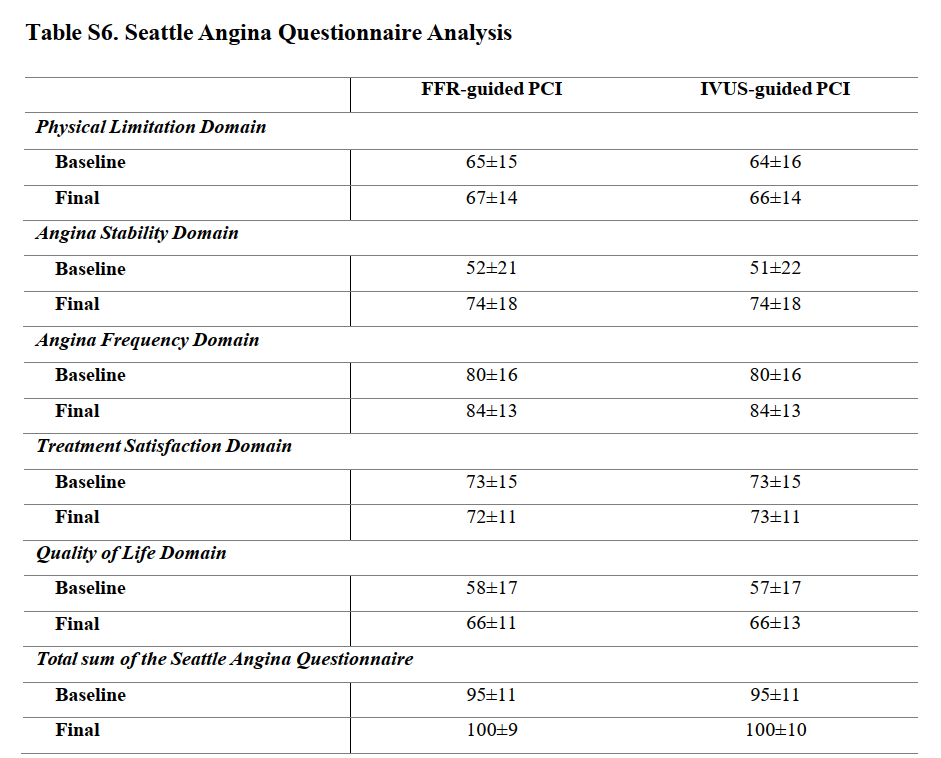 Table S6. Seattle Angina Questionnaire Analysis
FFR-guided PCI IVUS-guided PCI
Physical Limitation Domain
Baseline 65±15 64±16
Final 67±14 66±14
Angina Stability Domain
Baseline 52±21 51±22
Final 74±18 74±18
Angina Frequency Domain
Baseline 80±16 80±16
Final 84±13 84±13
Treatment Satisfaction Domain
Baseline 73±15 73±15
Final 72±11 73±11
Quality of Life Domain
Baseline 58±17 57±17
Final 66±11 66±13
Total sum of the Seattle Angina Questionnaire
Baseline 95±11 95±11
Final 100±9 100±10